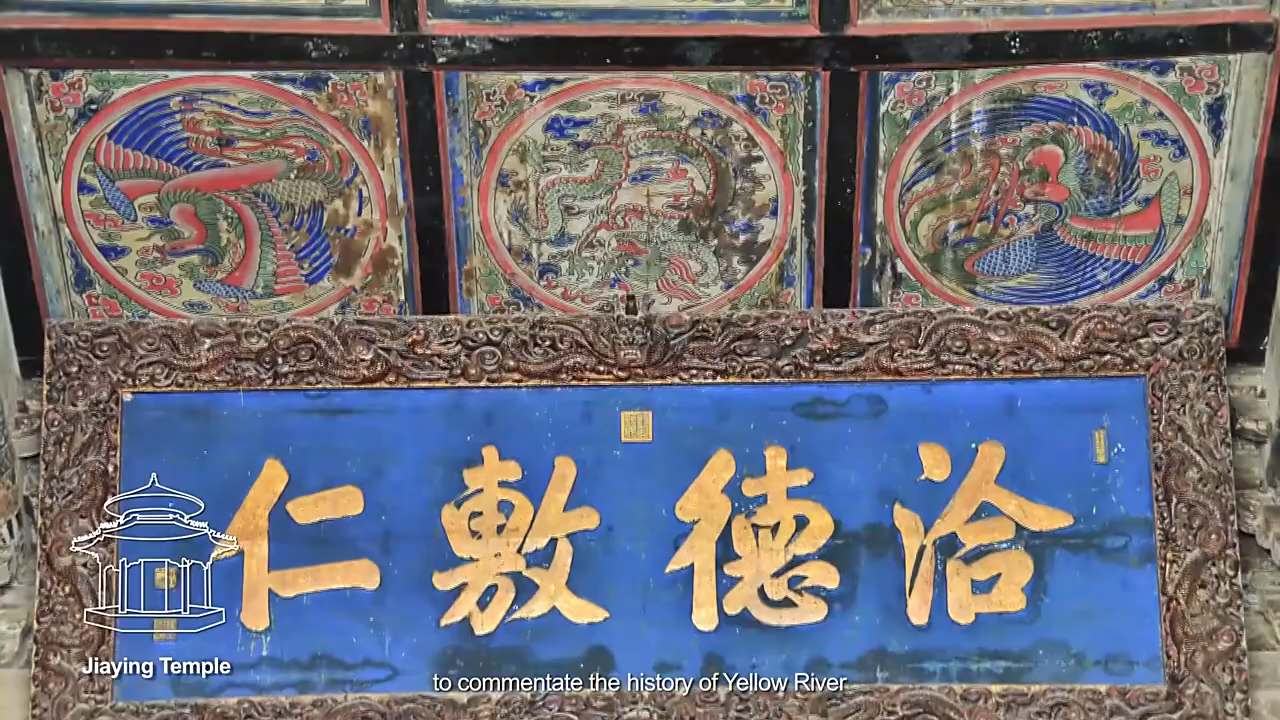 洽德敷仁
Jiaying Temple
to commentate the history of Yellow River